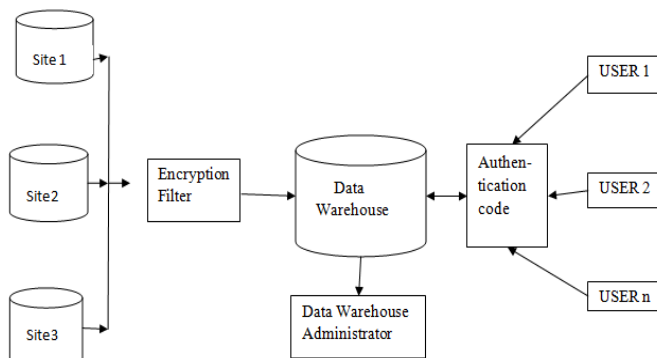 Site 1
Site2
Site3
Encryption
Filter
Data
Warehouse
Data Warehouse
Administrator
Authen-
tication
code
USER 1
USER 2
USER n